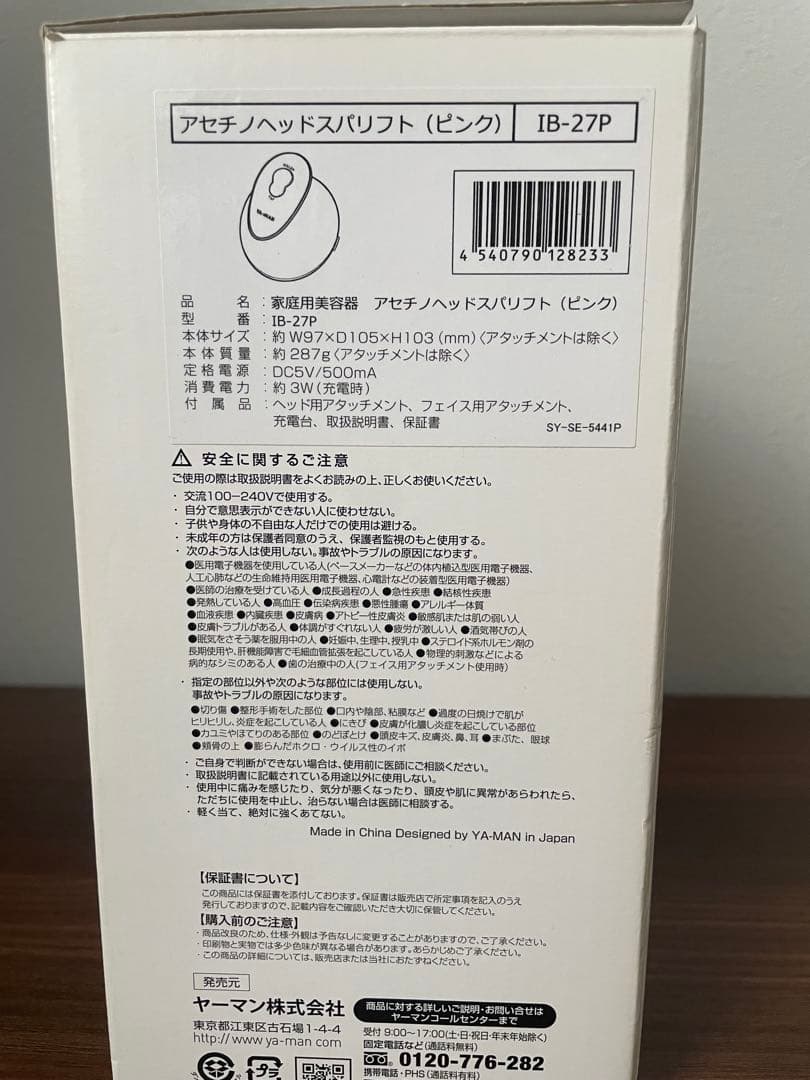 アセチノヘッドスパリフト（ピンク） IB-27P
YA-MAN
4 540790 128233
品名：家庭用美容器 アセチノヘッドスパリフト（ピンク）
型番：IB-27P
本体サイズ：約W97×D105×H103（mm）〈アタッチメントは除く〉
本体質量：約287g〈アタッチメントは除く〉
定格電源：DC5V/500mA
消費電力：約3W（充電時）
付属品：ヘッド用アタッチメント、フェイス用アタッチメント、
充電台、取扱説明書、保証書
SY-SE-5441P
⚠ 安全に関するご注意
ご使用の際は取扱説明書をよくお読みの上、正しくお使いください。
・交流100－240Vで使用する。
・自分で意思表示ができない人に使わせない。
・子供や身体の不自由な人だけでの使用は避ける。
・未成年の方は保護者同意のうえ、保護者監視のもと使用する。
・次のような人は使用しない。事故やトラブルの原因になります。
●医用電子機器を使用している人（ペースメーカーなどの体内植込型医用電子機器、
人工心肺などの生命維持用医用電子機器、心電計などの装着型医用電子機器）
●医師の治療を受けている人 ●成長過程の人 ●急性疾患 ●結核性疾患
●発熱している人 ●高血圧 ●伝染病疾患 ●悪性腫瘍 ●アレルギー体質
●血液疾患 ●内臓疾患 ●皮膚病 ●アトピー性皮膚炎 ●敏感肌または肌の弱い人
●皮膚トラブルがある人 ●体調がすぐれない人 ●疲労が激しい人 ●酒気帯びの人
●眠気をさそう薬を服用中の人 ●妊娠中、生理中、授乳中 ●ステロイド系ホルモン剤の
長期使用や、肝機能障害で毛細血管拡張を起こしている人 ●物理的刺激などによる
病的なシミのある人 ●歯の治療中の人（フェイス用アタッチメント使用時）
・指定の部位以外や次のような部位には使用しない。
事故やトラブルの原因になります。
●切り傷 ●整形手術をした部位 ●口内や陰部、粘膜など ●過度の日焼けで肌が
ヒリヒリし、炎症を起こしている人 ●にきび ●皮膚が化膿し炎症を起こしている部位
●カユミやほてりのある部位 ●のどぼとけ ●頭皮キズ、皮膚炎、鼻、耳 ●まぶた、眼球
●頬骨の上 ●膨らんだホクロ・ウイルス性のイボ
・ご自身で判断ができない場合は、使用前に医師にご相談ください。
・取扱説明書に記載されている用途以外に使用しない。
・使用中に痛みを感じたり、気分が悪くなったり、頭皮や肌に異常があらわれたら、
ただちに使用を中止し、治らない場合は医師に相談する。
・軽く当て、絶対に強くあてない。
Made in China Designed by YA-MAN in Japan
【保証書について】
この商品には保証書を添付しております。保証書は販売店で所定事項を記入のうえ
発行しておりますので、記載内容をご確認いただき大切に保管してください。
【購入前のご注意】
・商品改良のため、仕様・外観は予告なしに変更することがありますので、ご了承ください。
・印刷物と実物では多少色味が異なる場合があります。あらかじめご了承ください。
・この商品の詳細については、販売店または当社におたずねください。
発売元
ヤーマン株式会社
東京都江東区古石場1-4-4
http://www.ya-man.com
商品に対する詳しいご説明・お問い合せは
ヤーマンコールセンターまで
受付 9:00～17:00（土・日・祝日・年末年始除く）
固定電話など（通話料無料）
0120-776-282
携帯電話・PHS（通話料有料）
プラ